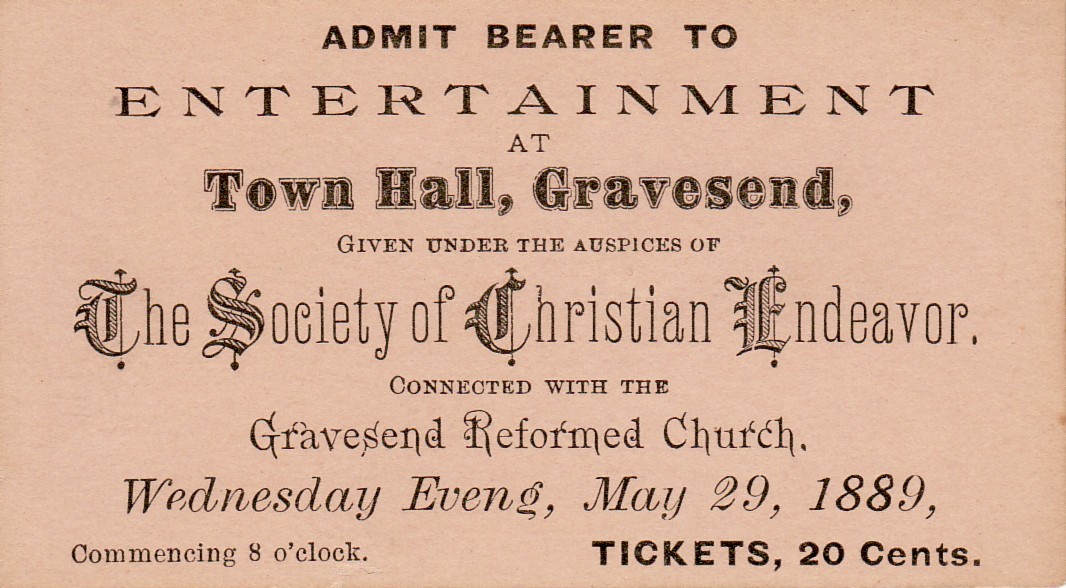 ADMIT BEARER TO
ENTERTAINMENT
AT
Town Hall, Gravesend,
GIVEN UNDER THE AUSPICES OF
The Society of Christian Endeavor.
CONNECTED WITH THE
Gravesend Reformed Church.
Wednesday Eveng, May 29, 1889,
Commencing 8 o'clock. TICKETS, 20 Cents.